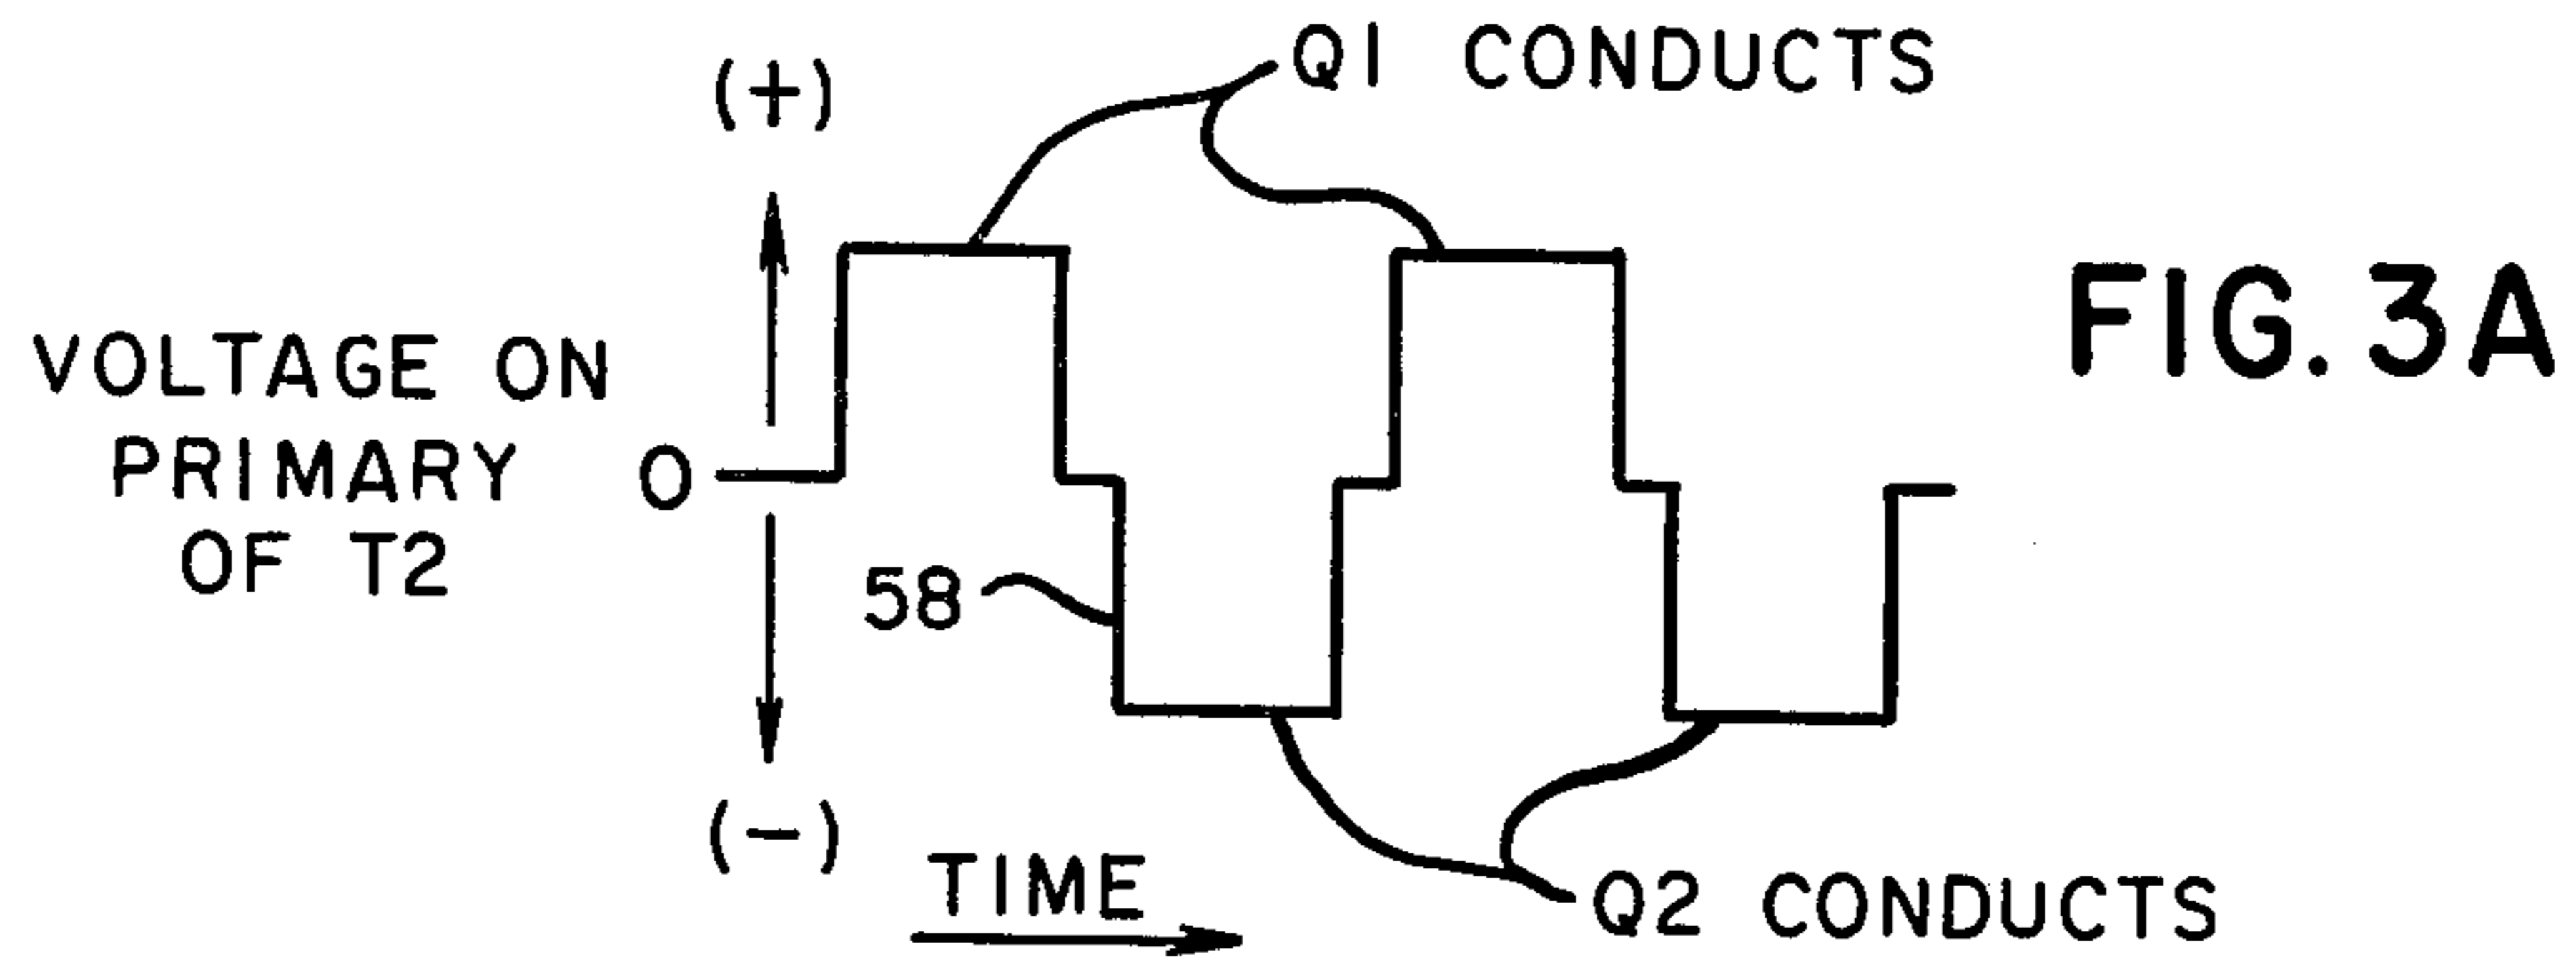 (+)
Q1 CONDUCTS
FIG. 3A
VOLTAGE ON
PRIMARY
OF T2
0
58
(-)
TIME
Q2 CONDUCTS